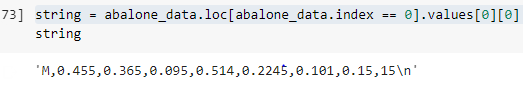 73] string = abalone_data.loc[abalone_data.index == 0].values[0][0]
string
'M,0.455,0.365,0.095,0.514,0.2245,0.101,0.15,15\n'